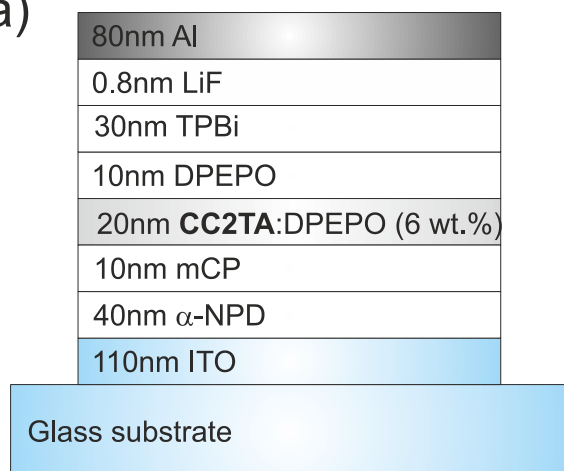 a)
80nm Al
0.8nm LiF
30nm TPBi
10nm DPEPO
20nm CC2TA:DPEPO (6 wt.%)
10nm mCP
40nm α-NPD
110nm ITO
Glass substrate